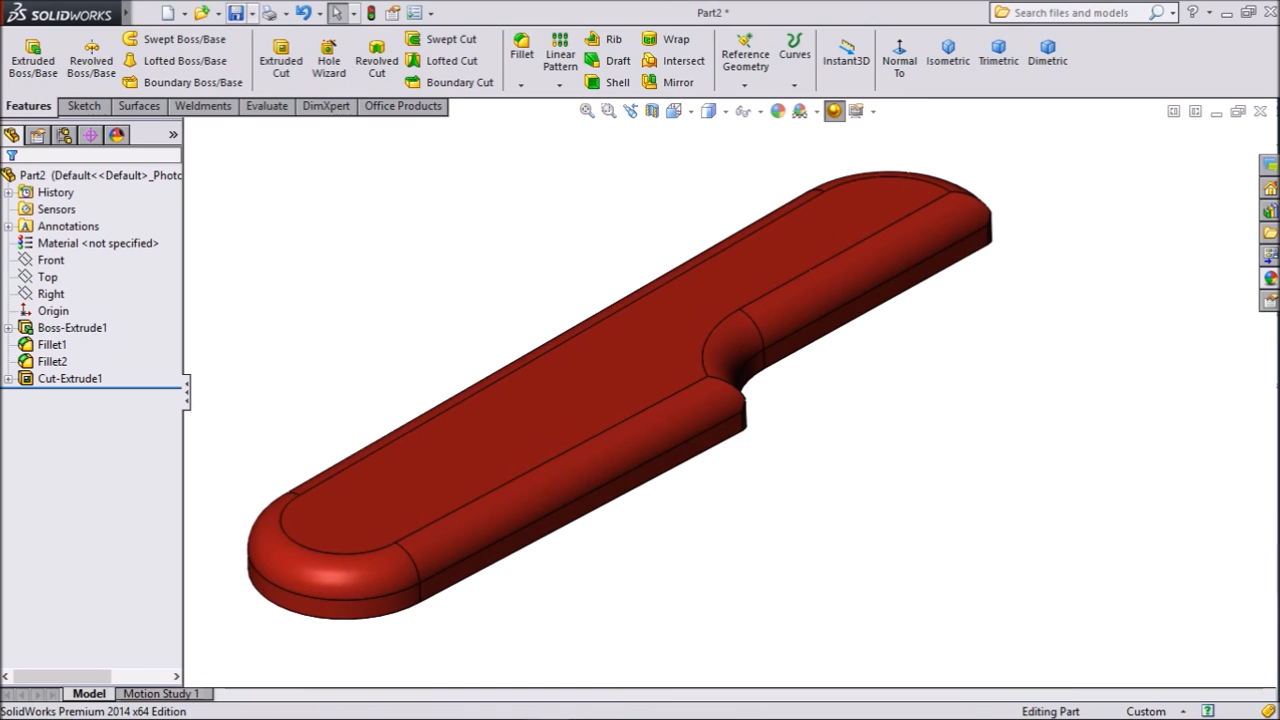 SOLIDWORKS
Part2 *
Search files and models
Extruded Boss/Base
Revolved Boss/Base
Swept Boss/Base
Lofted Boss/Base
Boundary Boss/Base
Extruded Cut
Hole Wizard
Revolved Cut
Swept Cut
Lofted Cut
Boundary Cut
Fillet
Linear Pattern
Rib
Draft
Shell
Wrap
Intersect
Mirror
Reference Geometry
Curves
Instant3D
Normal To
Isometric
Trimetric
Dimetric
Features
Sketch
Surfaces
Weldments
Evaluate
DimXpert
Office Products
Part2 (Default<<Default>_Photo
History
Sensors
Annotations
Material <not specified>
Front
Top
Right
Origin
Boss-Extrude1
Fillet1
Fillet2
Cut-Extrude1
Model
Motion Study 1
SolidWorks Premium 2014 x64 Edition
Editing Part
Custom